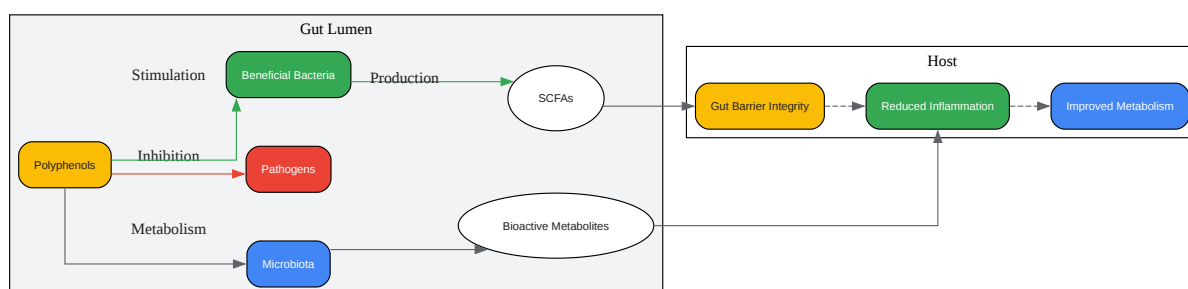 Gut Lumen
Stimulation
Beneficial Bacteria
Production
SCFAs
Polyphenols
Inhibition
Pathogens
Metabolism
Microbiota
Bioactive Metabolites
Host
Gut Barrier Integrity
Reduced Inflammation
Improved Metabolism